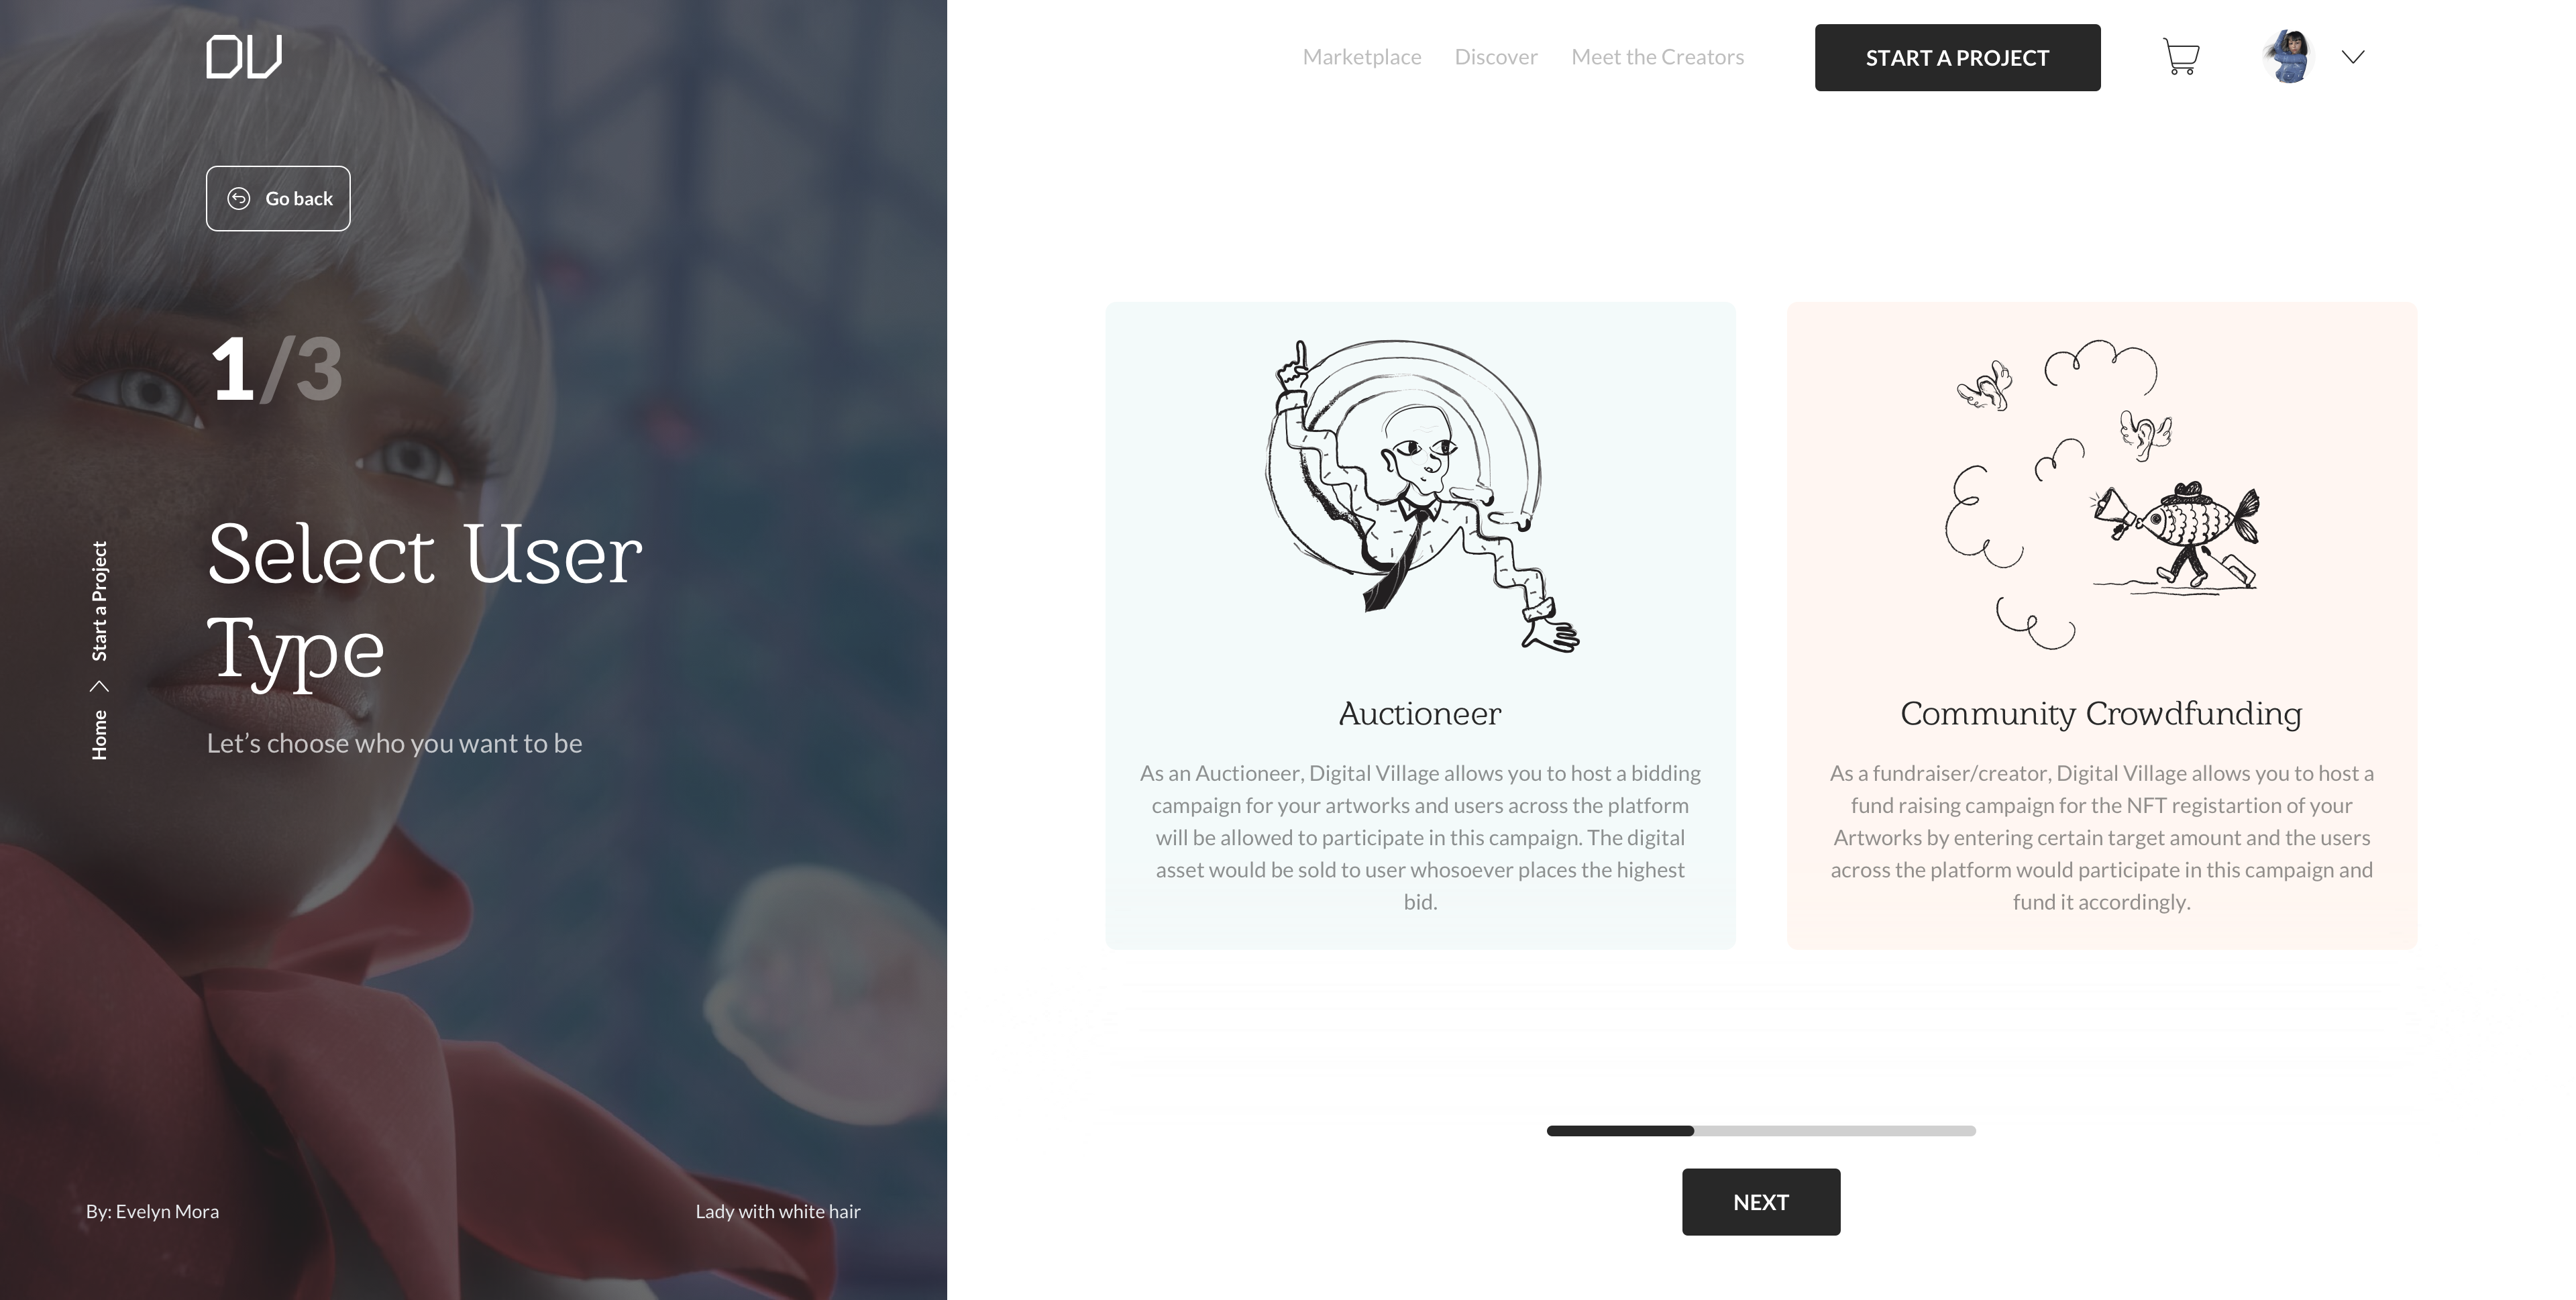 DV
Marketplace
Discover
Meet the Creators
START A PROJECT
Go back
1/3
Select User
Type
Let's choose who you want to be
Home
Start a Project
By: Evelyn Mora
Lady with white hair
Auctioneer
As an Auctioneer, Digital Village allows you to host a bidding
campaign for your artworks and users across the platform
will be allowed to participate in this campaign. The digital
asset would be sold to user whosoever places the highest
bid.
Community Crowdfunding
As a fundraiser/creator, Digital Village allows you to host a
fund raising campaign for the NFT registartion of your
Artworks by entering certain target amount and the users
across the platform would participate in this campaign and
fund it accordingly.
NEXT